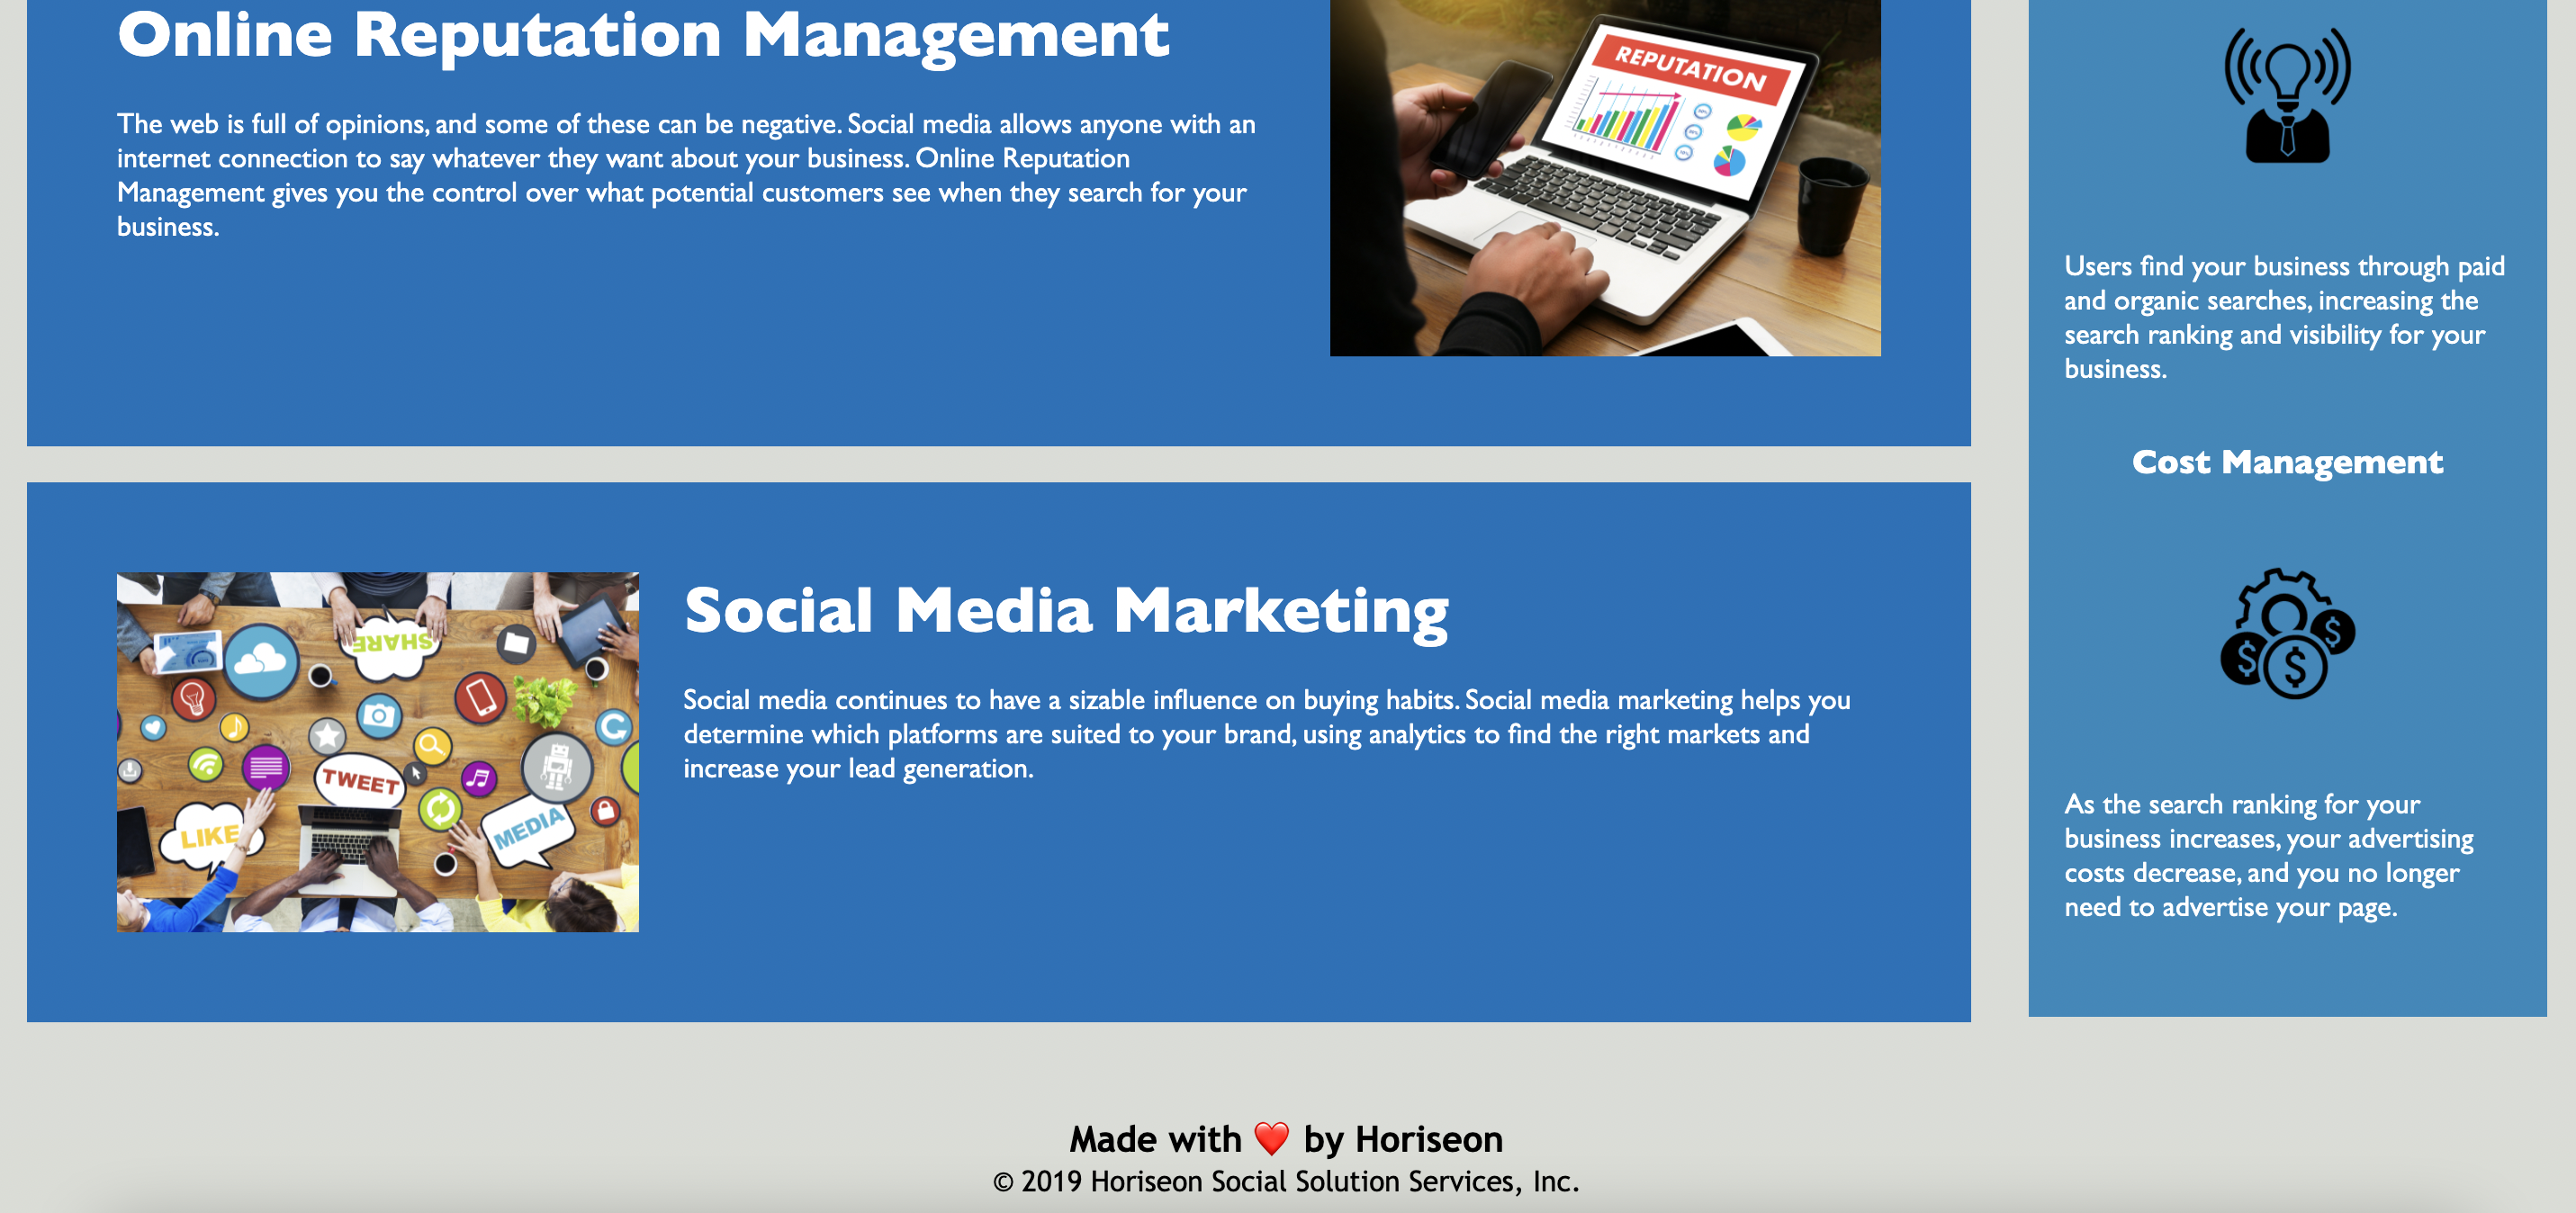 Online Reputation Management
The web is full of opinions, and some of these can be negative. Social media allows anyone with an
internet connection to say whatever they want about your business. Online Reputation
Management gives you the control over what potential customers see when they search for your
business.
REPUTATION
Social Media Marketing
Social media continues to have a sizable influence on buying habits. Social media marketing helps you
determine which platforms are suited to your brand, using analytics to find the right markets and
increase your lead generation.
SHARE
TWEET
LIKE
MEDIA
Users find your business through paid
and organic searches, increasing the
search ranking and visibility for your
business.
Cost Management
$ $ $
As the search ranking for your
business increases, your advertising
costs decrease, and you no longer
need to advertise your page.
Made with ❤️ by Horiseon
© 2019 Horiseon Social Solution Services, Inc.